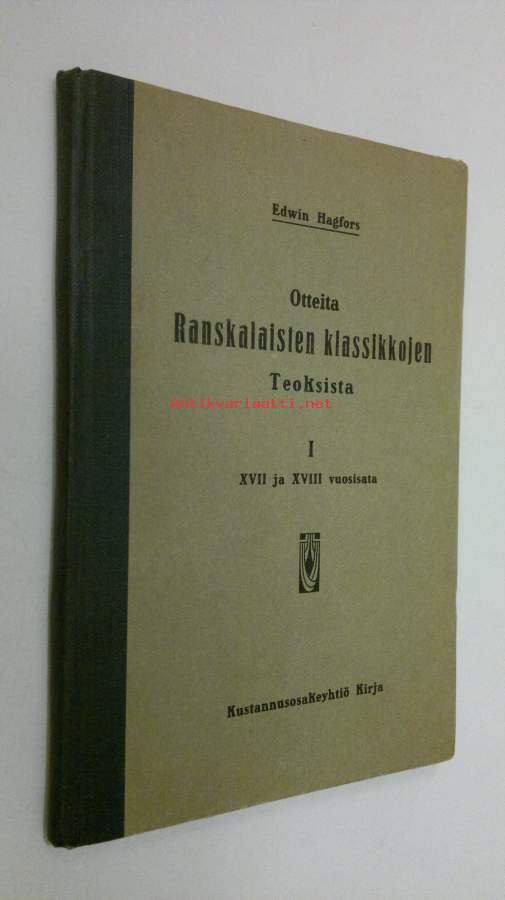 Edwin Hagfors
Otteita
Ranskalaisten klassikkojen
Teoksista
antikvariaatti.net
I
XVII ja XVIII vuosisata
Kustannusosakeyhtiö Kirja